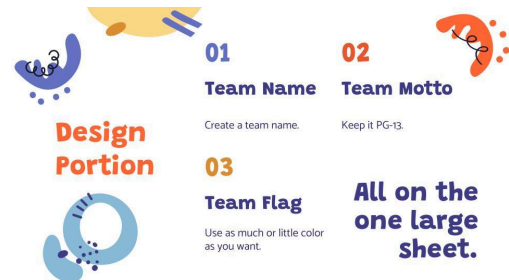 Design
Portion
01
Team Name
Create a team name.
02
Team Motto
Keep it PG-13.
03
Team Flag
Use as much or little color
as you want.
All on the
one large
sheet.